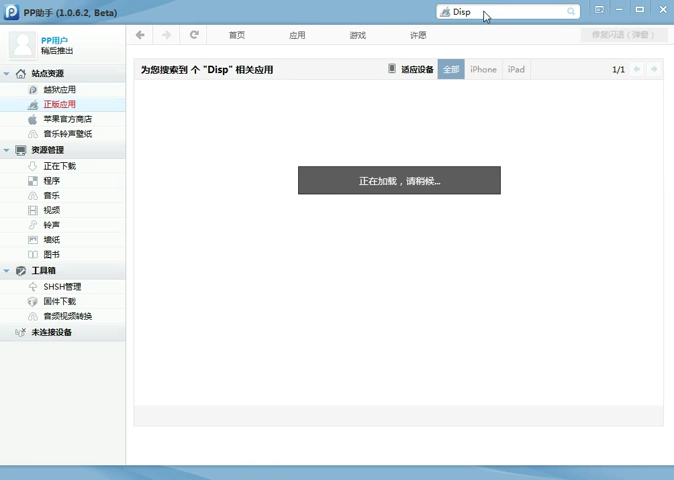 PP助手 (1.0.6.2, Beta)
Disp
PP用户
稍后推出
首页
应用
游戏
许愿
修复闪退（弹窗）
站点资源
越狱应用
正版应用
苹果官方商店
音乐铃声壁纸
资源管理
正在下载
程序
音乐
视频
铃声
墙纸
图书
工具箱
SHSH管理
固件下载
音频视频转换
未连接设备
为您搜索到 个 "Disp" 相关应用
适应设备
全部
iPhone
iPad
1/1
正在加载，请稍候...